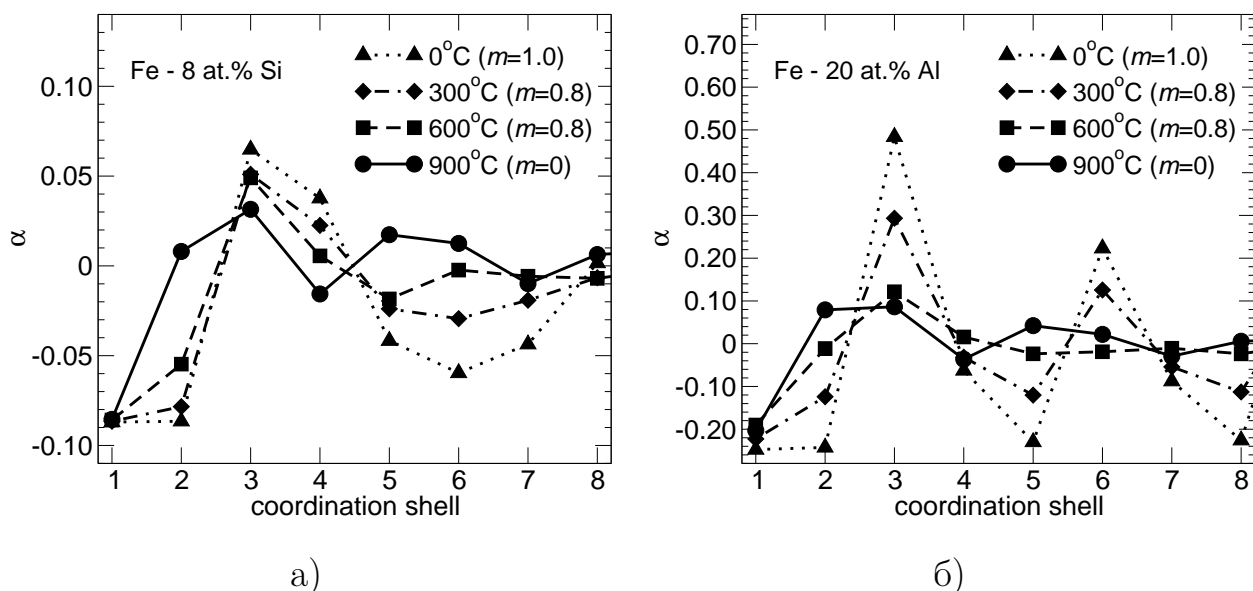 0.10
0.05
0
-0.05
-0.10
α
Fe - 8 at.% Si
0°C (m=1.0)
300°C (m=0.8)
600°C (m=0.8)
900°C (m=0)
1 2 3 4 5 6 7 8
coordination shell
а)
0.70
0.60
0.50
0.40
0.30
0.20
0.10
0
-0.10
-0.20
α
Fe - 20 at.% Al
0°C (m=1.0)
300°C (m=0.8)
600°C (m=0.8)
900°C (m=0)
1 2 3 4 5 6 7 8
coordination shell
б)